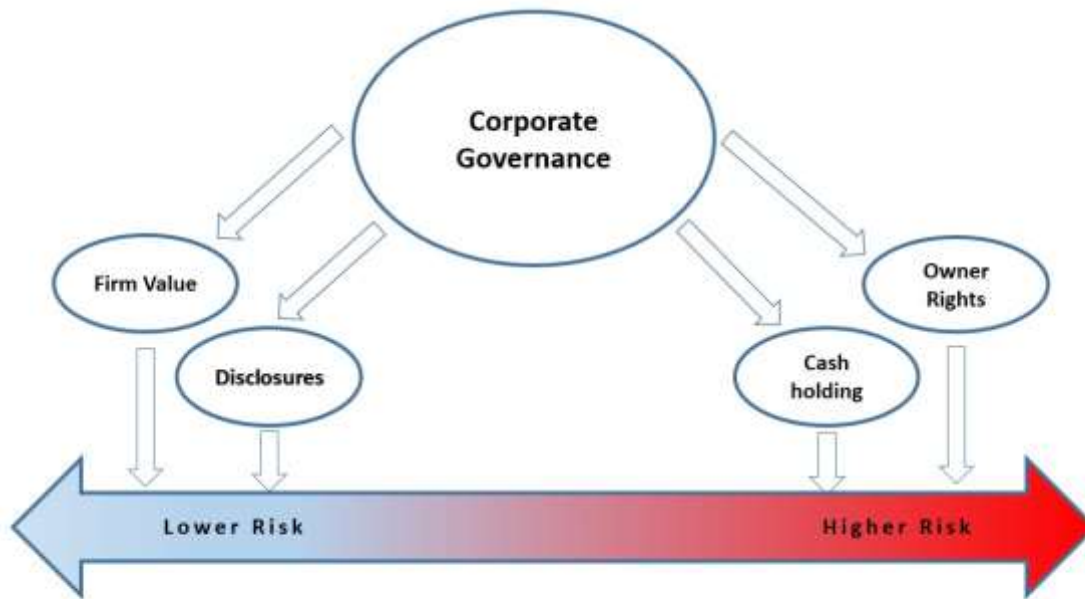 Corporate
Governance
Firm Value
Owner
Rights
Disclosures
Cash
holding
Lower Risk
Higher Risk